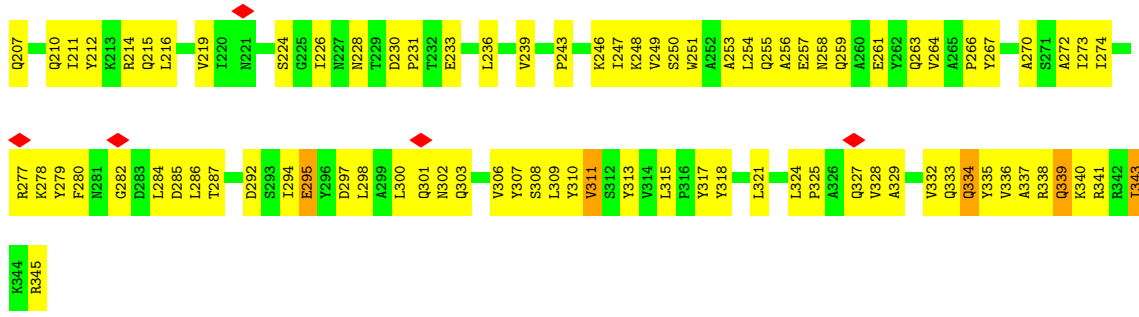 Q207 Q210 I211 Y212 K213 R214 Q215 L216 V219 I220 N221 S224 G225 I226 N227 N228 T229 D230 P231 T232 E233 L236 V239 P243 K246 I247 K248 V249 S250 W251 A252 A253 L254 Q255 A256 E257 N258 Q259 A260 E261 Y262 Q263 V264 A265 P266 Y267 A270 S271 A272 I273 I274
R277 K278 Y279 F280 N281 G282 D283 L284 D285 L286 T287 D292 S293 I294 E295 Y296 D297 L298 A299 L300 Q301 N302 Q303 V306 Y307 S308 L309 Y310 V311 S312 Y313 V314 L315 P316 Y317 Y318 L321 L324 P325 A326 Q327 V328 A329 V332 Q333 Q334 Y335 V336 A337 R338 Q339 K340 R341 R342 I343
K344 R345